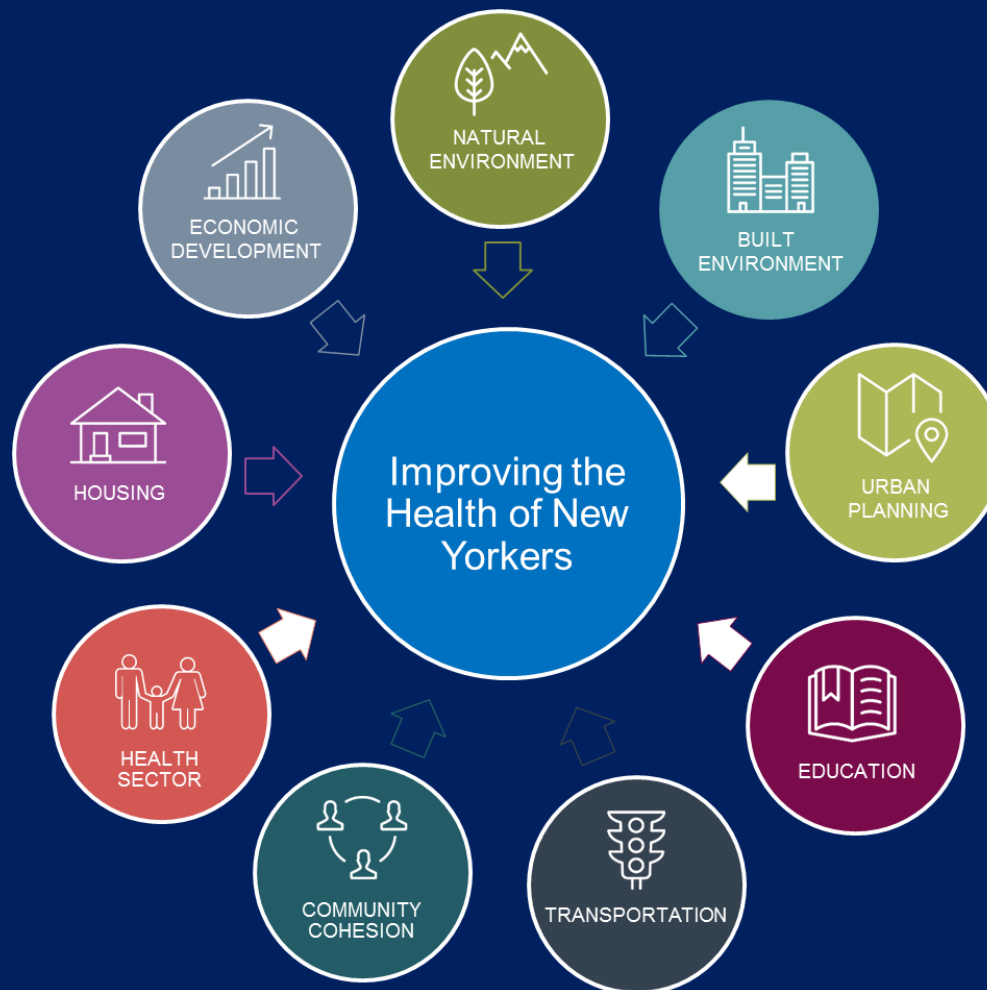 NATURAL
ENVIRONMENT
BUILT
ENVIRONMENT
URBAN
PLANNING
EDUCATION
TRANSPORTATION
COMMUNITY
COHESION
HEALTH
SECTOR
HOUSING
ECONOMIC
DEVELOPMENT
Improving the
Health of New
Yorkers